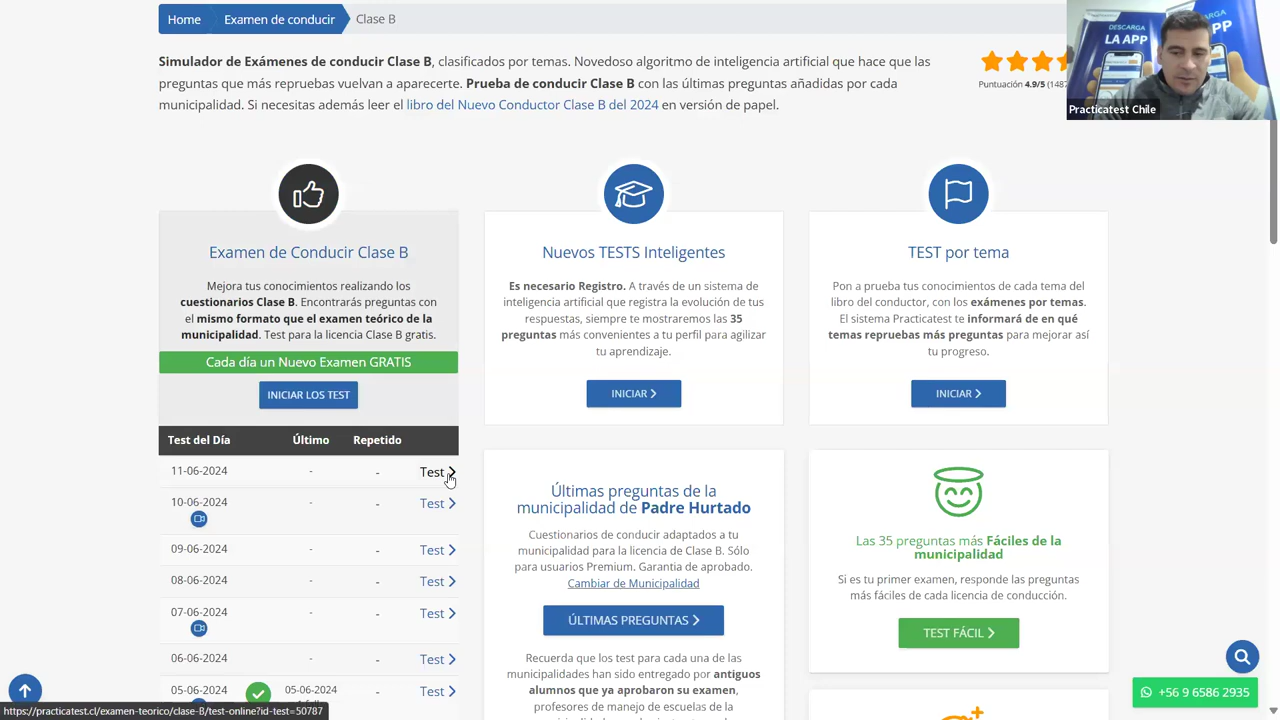 Home
Examen de conducir
Clase B
Simulador de Exámenes de conducir Clase B, clasificados por temas. Novedoso algoritmo de inteligencia artificial que hace que las
preguntas que más repruebas vuelvan a
Prueba de conducir Clase B con las últimas preguntas añadidas por cada
municipalidad. Si necesitas además leer el libro del Nuevo Conductor Clase B del 2024 en versión de papel.
Puntuación 4.9/5
DESCARGA
LA APP
Practicatest Chile
Examen de Conducir Clase B
Mejora tus conocimientos realizando los
cuestionarios Clase B. Encontrarás preguntas con
el mismo formato que el examen teórico de la
municipalidad. Test para la licencia Clase B gratis.
Cada día un Nuevo Examen GRATIS
INICIAR LOS TEST
Test del Día Último Repetido
11-06-2024 - - Test
10-06-2024 - - Test
09-06-2024 - - Test
08-06-2024 - - Test
07-06-2024 - - Test
06-06-2024 - - Test
05-06-2024 05-06-2024 - Test
Nuevos TESTS Inteligentes
Es necesario Registro. A través de un sistema de
inteligencia artificial que registra la evolución de tus
respuestas, siempre te mostraremos las 35
preguntas más convenientes a tu perfil para agilizar
tu aprendizaje.
INICIAR
TEST por tema
Pon a prueba tus conocimientos de cada tema del
libro del conductor, con los exámenes por temas.
El sistema Practicatest te informará de en qué
temas repruebas más preguntas para mejorar así
tu progreso.
INICIAR
Últimas preguntas de la
municipalidad de Padre Hurtado
Cuestionarios de conducir adaptados a tu
municipalidad para la licencia de Clase B. Sólo
para usuarios Premium. Garantia de aprobado.
Cambiar de Municipalidad
ÚLTIMAS PREGUNTAS
Recuerda que los test para cada una de las
municipalidades han sido entregado por antiguos
alumnos que ya aprobaron su examen,
profesores de manejo de escuelas de la
Las 35 preguntas más Fáciles de la
municipalidad
Si es tu primer examen, responde las preguntas
más fáciles de cada licencia de conducción.
TEST FÁCIL
+56 9 6586 2935
https://practicatest.cl/examen-teorico/clase-B/test-online?id-test=50787